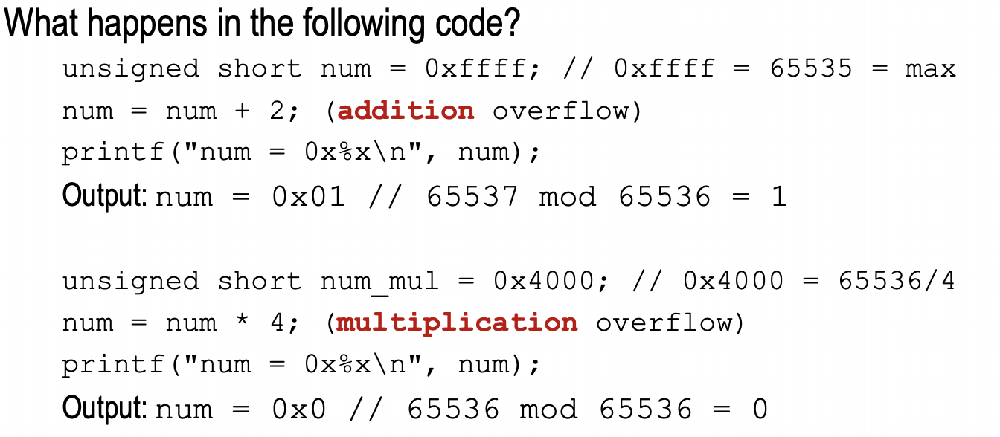 What happens in the following code?
unsigned short num = 0xffff; // 0xffff = 65535 = max
num = num + 2; (addition overflow)
printf("num = 0x%x\n", num);
Output: num = 0x01 // 65537 mod 65536 = 1
unsigned short num_mul = 0x4000; // 0x4000 = 65536/4
num = num * 4; (multiplication overflow)
printf("num = 0x%x\n", num);
Output: num = 0x0 // 65536 mod 65536 = 0